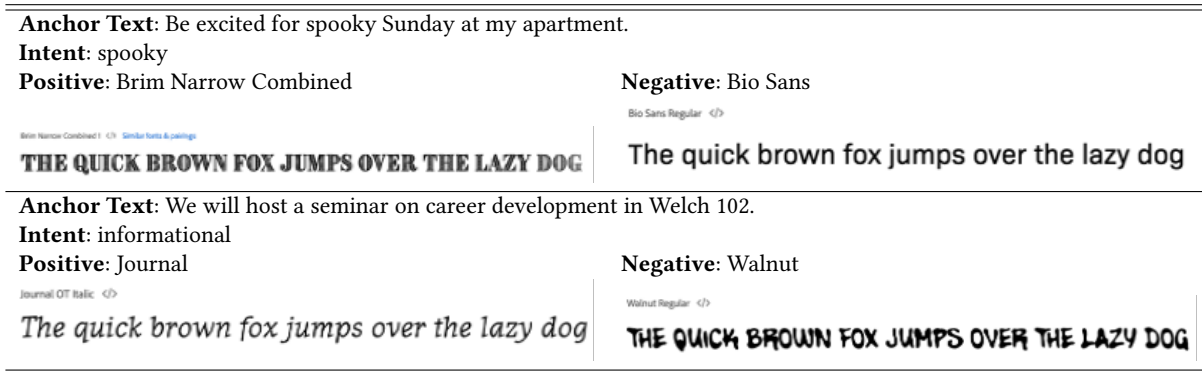 Anchor Text: Be excited for spooky Sunday at my apartment.
Intent: spooky
Positive: Brim Narrow Combined
Negative: Bio Sans
Brim Narrow Combined I </> Similar fonts & pairings
THE QUICK BROWN FOX JUMPS OVER THE LAZY DOG
Bio Sans Regular </>
The quick brown fox jumps over the lazy dog
Anchor Text: We will host a seminar on career development in Welch 102.
Intent: informational
Positive: Journal
Negative: Walnut
Journal OT Italic </>
The quick brown fox jumps over the lazy dog
Walnut Regular </>
THE QUICK BROWN FOX JUMPS OVER THE LAZY DOG